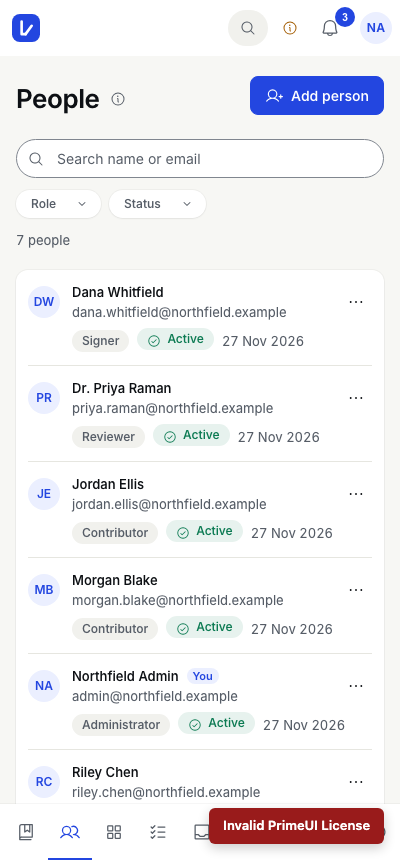 3
NA
People
Add person
Search name or email
Role
Status
7 people
DW
Dana Whitfield
dana.whitfield@northfield.example
Signer
Active
27 Nov 2026
PR
Dr. Priya Raman
priya.raman@northfield.example
Reviewer
Active
27 Nov 2026
JE
Jordan Ellis
jordan.ellis@northfield.example
Contributor
Active
27 Nov 2026
MB
Morgan Blake
morgan.blake@northfield.example
Contributor
Active
27 Nov 2026
NA
Northfield Admin
You
admin@northfield.example
Administrator
Active
27 Nov 2026
RC
Riley Chen
riley.chen@northfield.example
Invalid PrimeUI License